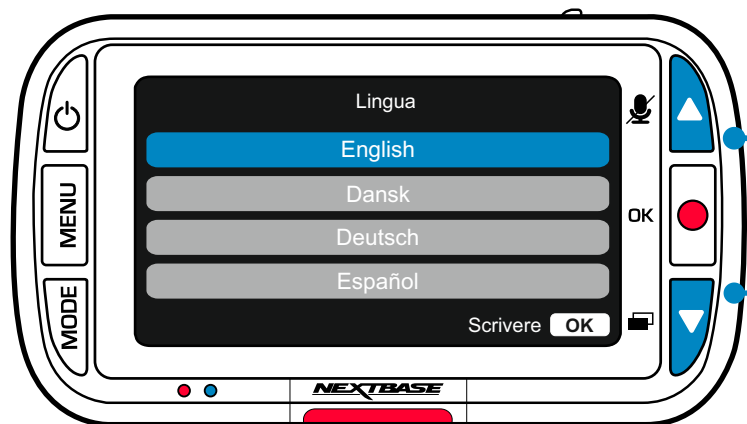 Lingua
English
Dansk
Deutsch
Español
Scrivere OK
MENU
MODE
OK
NEXTBASE